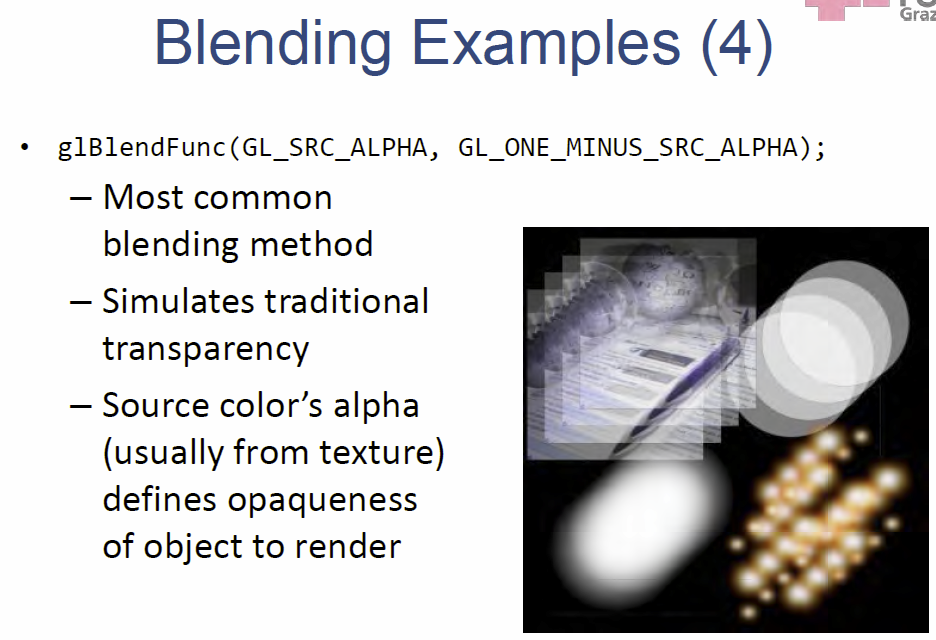 Graz
Blending Examples (4)
• glBlendFunc(GL_SRC_ALPHA, GL_ONE_MINUS_SRC_ALPHA);
– Most common
blending method
– Simulates traditional
transparency
– Source color’s alpha
(usually from texture)
defines opaqueness
of object to render